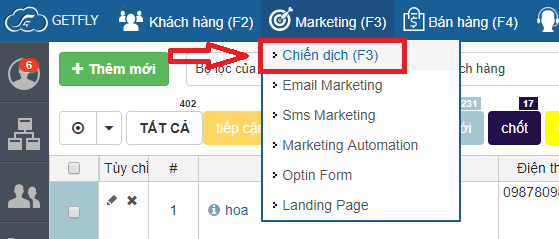 GETFLY Khách hàng (F2) Marketing (F3) Bán hàng (F4)
6
+ Thêm mới Bộ lọc của ch hàng
Chiến dịch (F3)
Email Marketing
Sms Marketing
Marketing Automation
Optin Form
Landing Page
402 231 17
TẤT CẢ tiếp cận ới chốt
Tùy chỉ # Điện th
1 hoa 0987809